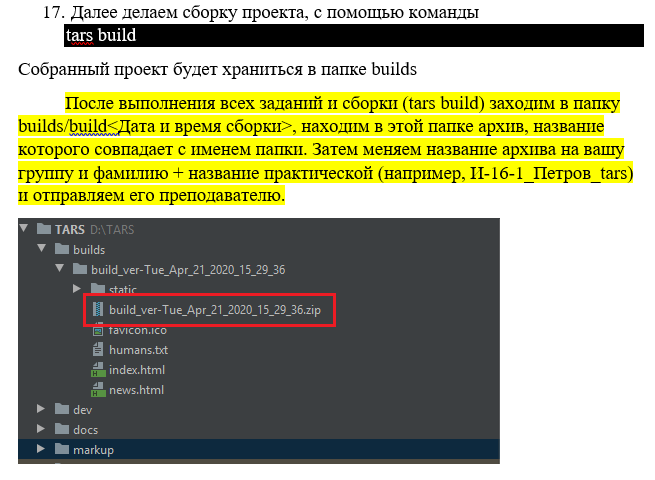 17. Далее делаем сборку проекта, с помощью команды
tars build
Собранный проект будет храниться в папке builds
После выполнения всех заданий и сборки (tars build) заходим в папку
builds/build<Дата и время сборки>, находим в этой папке архив, название
которого совпадает с именем папки. Затем меняем название архива на вашу
группу и фамилию + название практической (например, И-16-1_Петров_tars)
и отправляем его преподавателю.
TARS D:\TARS
builds
build_ver-Tue_Apr_21_2020_15_29_36
static
build_ver-Tue_Apr_21_2020_15_29_36.zip
favicon.ico
humans.txt
index.html
news.html
dev
docs
markup